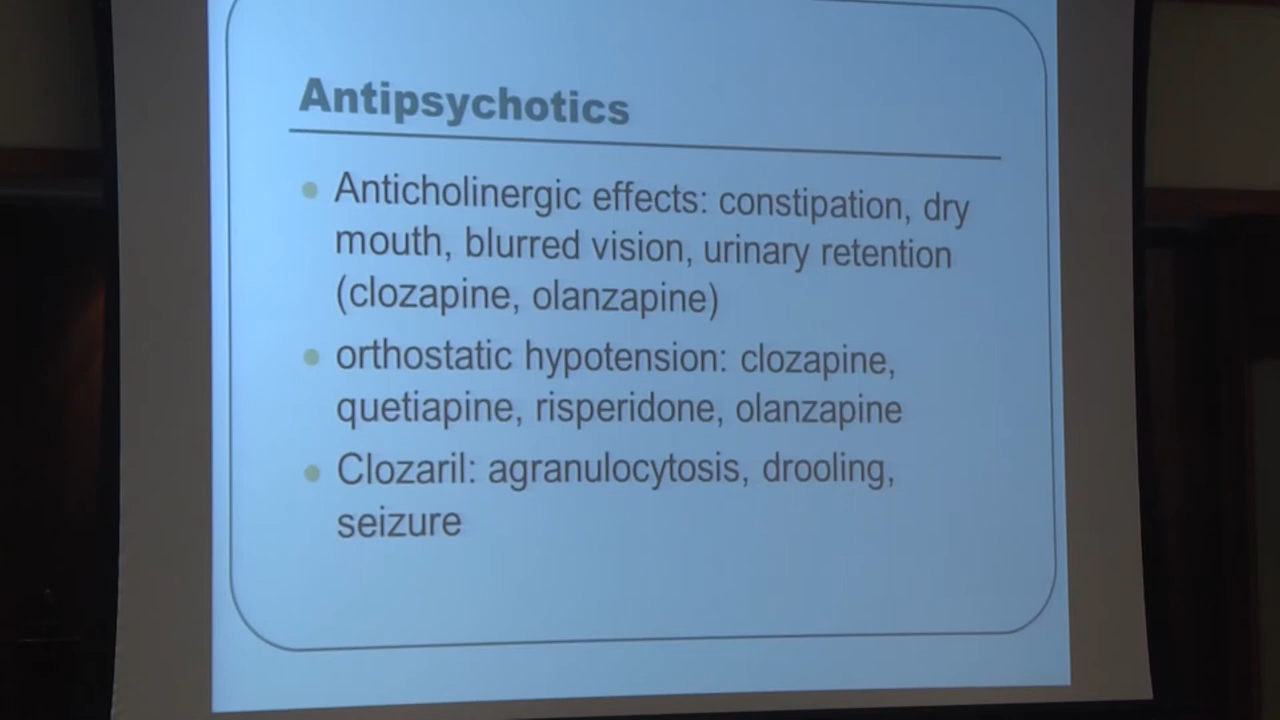 Antipsychotics
Anticholinergic effects: constipation, dry
mouth, blurred vision, urinary retention
(clozapine, olanzapine)
orthostatic hypotension: clozapine,
quetiapine, risperidone, olanzapine
Clozaril: agranulocytosis, drooling,
seizure